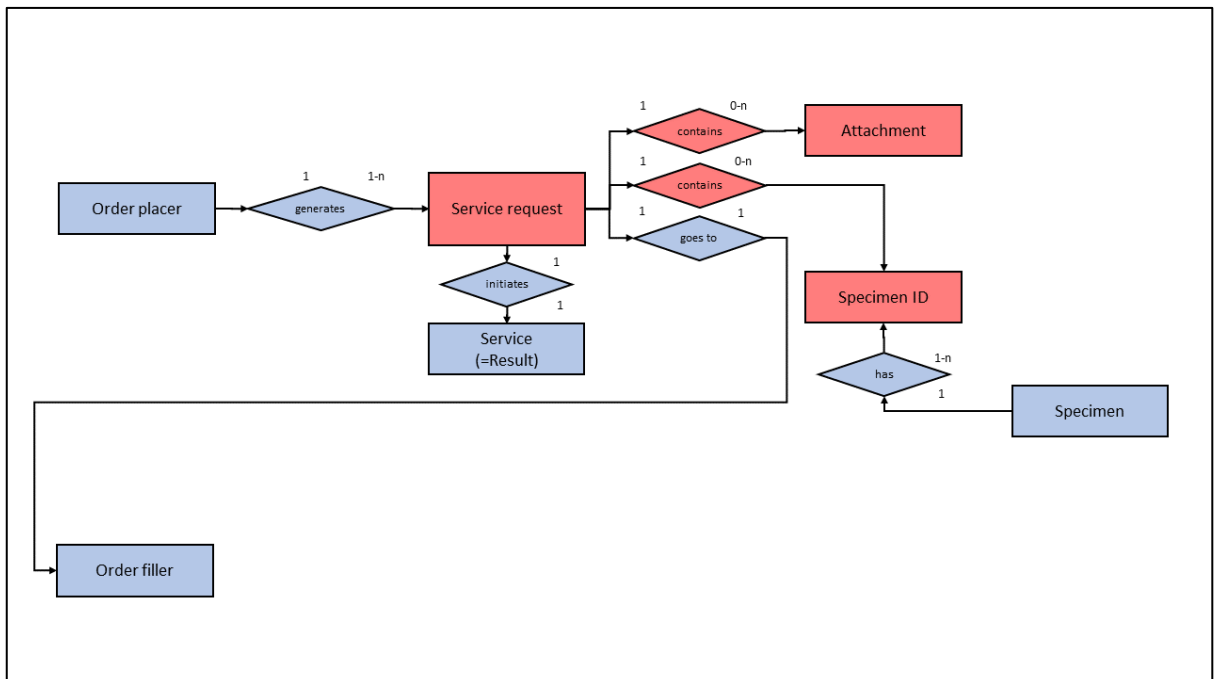 1 0-n
contains
Attachment
1 0-n
contains
1 1-n
Order placer
generates
Service request
1 1
goes to
1
initiates
1
Specimen ID
Service
(=Result)
1-n
has
1
Specimen
Order filler